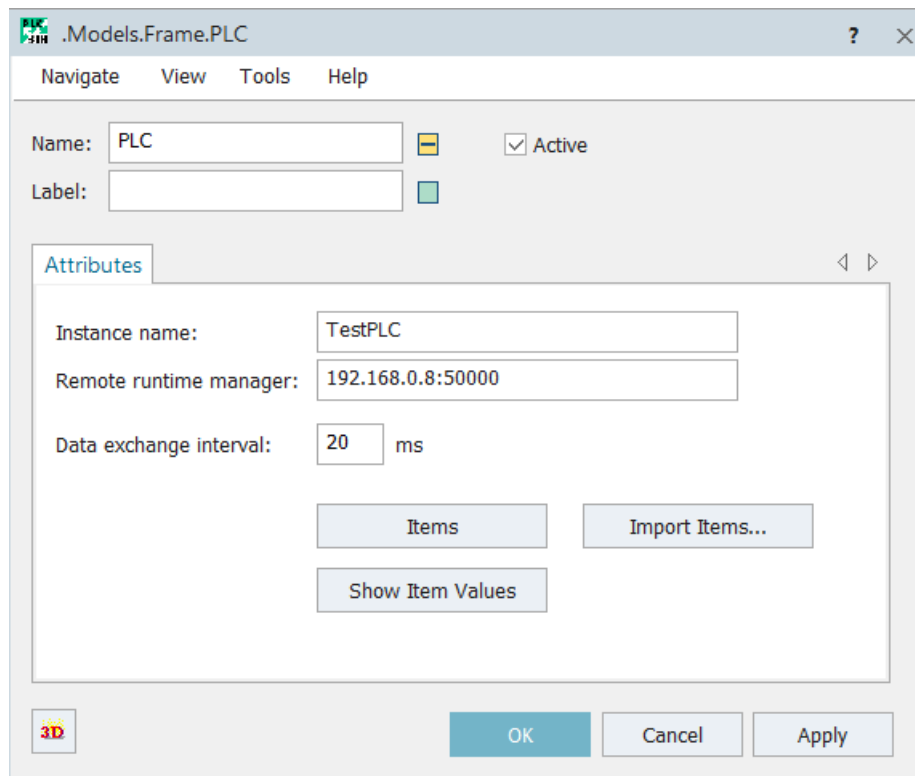 PLC
SIM
.Models.Frame.PLC ?
Navigate View Tools Help
Name: PLC Active
Label:
Attributes
Instance name: TestPLC
Remote runtime manager: 192.168.0.8:50000
Data exchange interval: 20 ms
Items Import Items...
Show Item Values
3D OK Cancel Apply